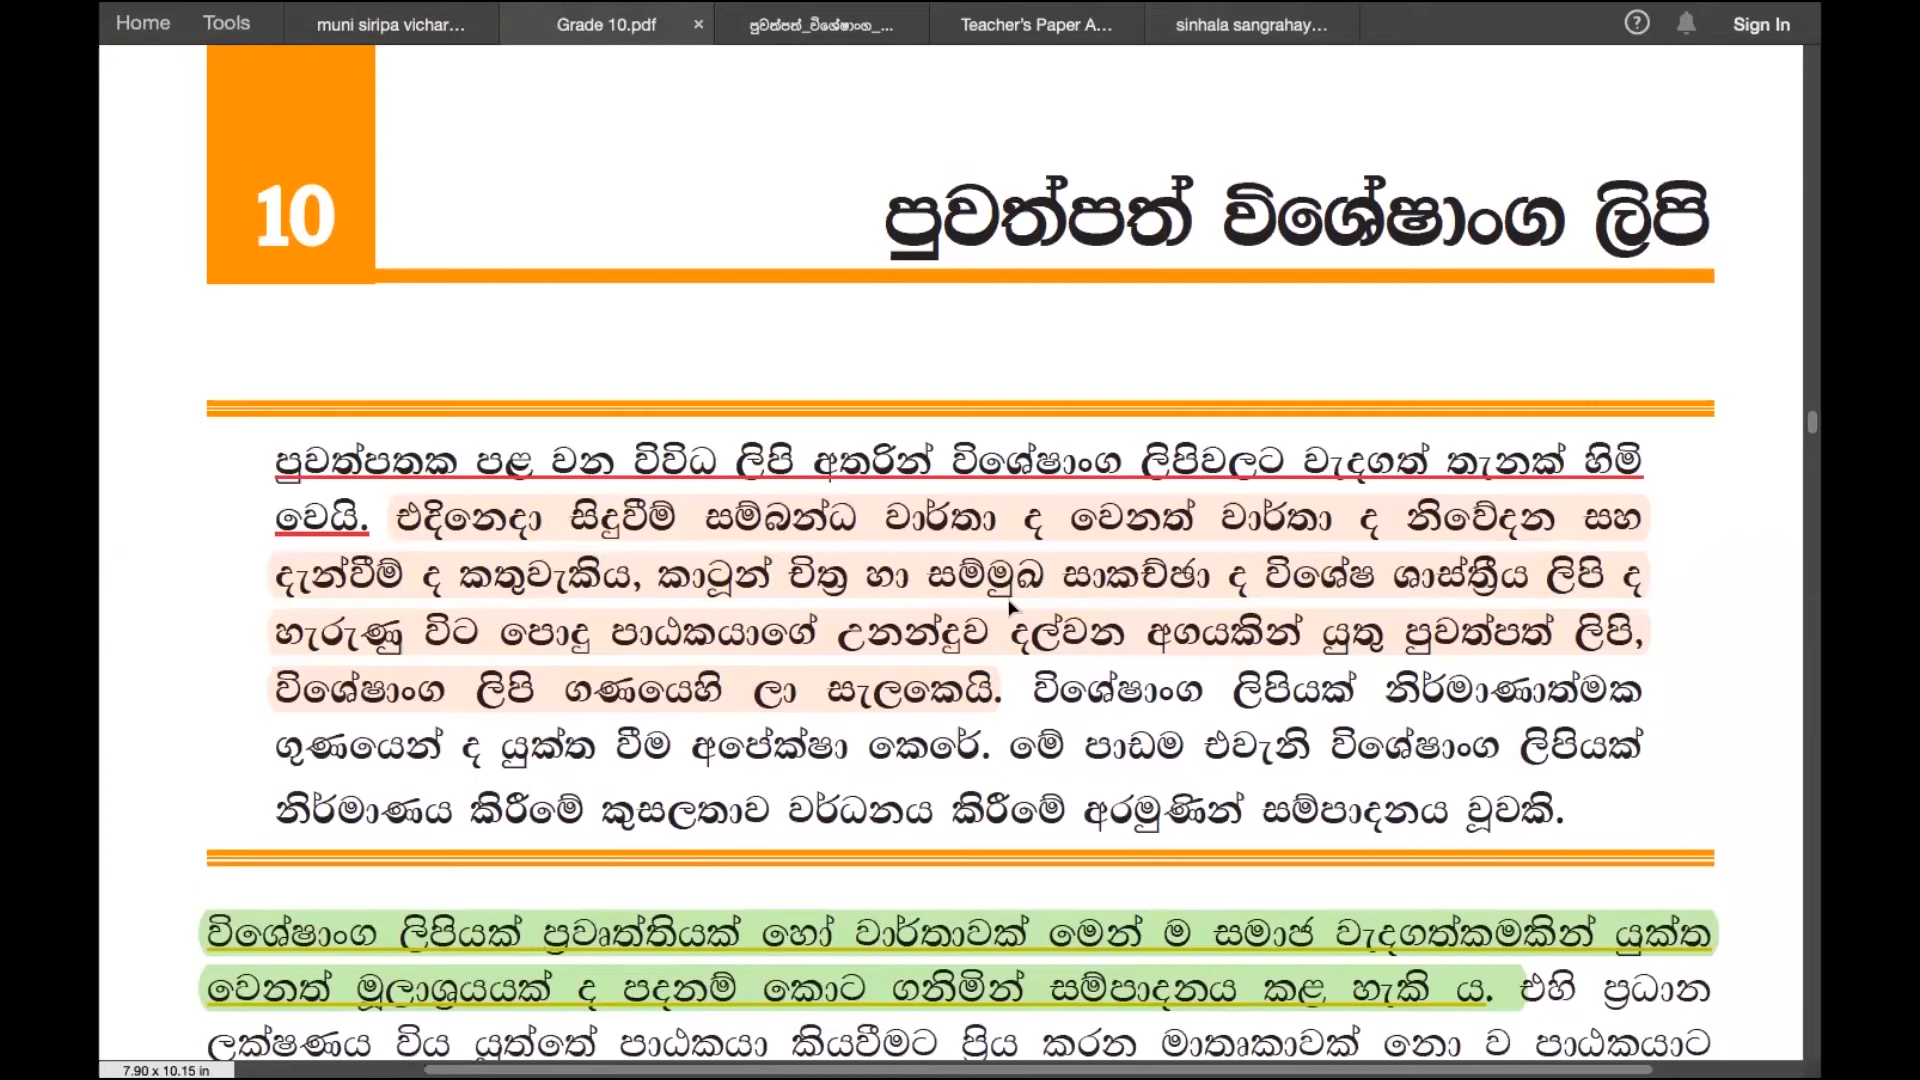 Home Tools muni siripa vichar... Grade 10.pdf × පුවත්පත්_විශේෂාංග_... Teacher's Paper A... sinhala sangrahay... ? Sign In
10
පුවත්පත් විශේෂාංග ලිපි
පුවත්පතක පළ වන විවිධ ලිපි අතරින් විශේෂාංග ලිපිවලට වැදගත් තැනක් හිමි
වෙයි. එදිනෙදා සිදුවීම් සම්බන්ධ වාර්තා ද වෙනත් වාර්තා ද නිවේදන සහ
දැන්වීම් ද කතුවැකිය, කාටූන් චිත්‍ර හා සම්මුඛ සාකච්ඡා ද විශේෂ ශාස්ත්‍රීය ලිපි ද
හැරුණු විට පොදු පාඨකයාගේ උනන්දුව දල්වන අගයකින් යුතු පුවත්පත් ලිපි,
විශේෂාංග ලිපි ගණයෙහි ලා සැලකෙයි. විශේෂාංග ලිපියක් නිර්මාණාත්මක
ගුණයෙන් ද යුක්ත වීම අපේක්ෂා කෙරේ. මේ පාඩම එවැනි විශේෂාංග ලිපියක්
නිර්මාණය කිරීමේ කුසලතාව වර්ධනය කිරීමේ අරමුණින් සම්පාදනය වූවකි.
විශේෂාංග ලිපියක් ප්‍රවෘත්තියක් හෝ වාර්තාවක් මෙන් ම සමාජ වැදගත්කමකින් යුක්ත
වෙනත් මූලාශ්‍රයයක් ද පදනම් කොට ගනිමින් සම්පාදනය කළ හැකි ය. එහි ප්‍රධාන
ලක්ෂණය විය යුත්තේ පාඨකයා කියවීමට ප්‍රිය කරන මාතෘකාවක් නො ව පාඨකයාට
7.90 x 10.15 in